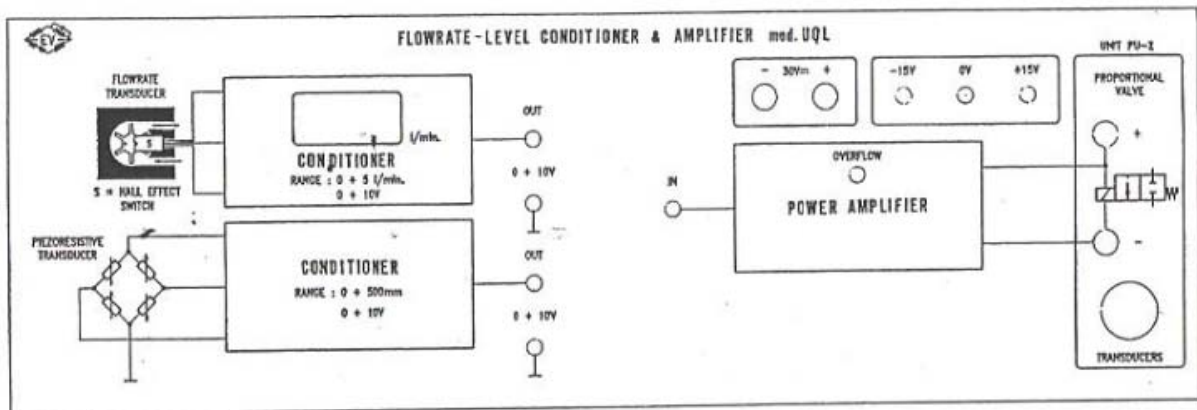 EV
FLOWRATE-LEVEL CONDITIONER & AMPLIFIER mod. UQL
FLOWRATE
TRANSDUCER
S
S = HALL EFFECT
SWITCH
l/min.
CONDITIONER
RANGE : 0 ÷ 5 l/min.
0 ÷ 10V
OUT
0 ÷ 10V
PIEZORESISTIVE
TRANSDUCER
CONDITIONER
RANGE : 0 ÷ 500mm
0 ÷ 10V
OUT
0 ÷ 10V
- 30V= +
-15V 0V +15V
IN
OVERFLOW
POWER AMPLIFIER
UNIT PU-2
PROPORTIONAL
VALVE
+
-
TRANSDUCERS